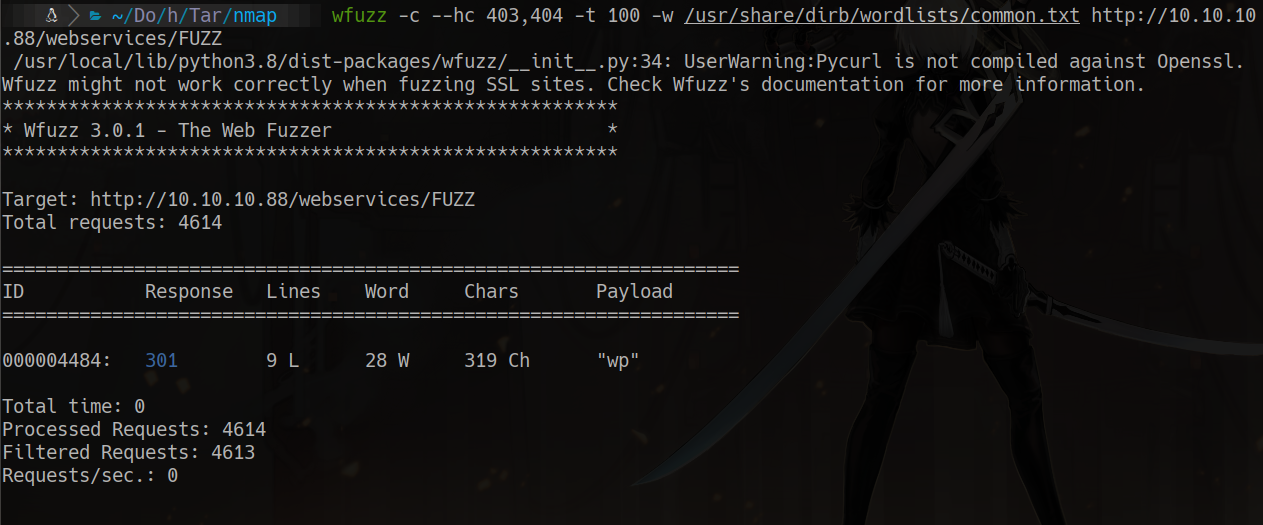 ~/Do/h/Tar/nmap wfuzz -c --hc 403,404 -t 100 -w /usr/share/dirb/wordlists/common.txt http://10.10.10
.88/webservices/FUZZ
/usr/local/lib/python3.8/dist-packages/wfuzz/__init__.py:34: UserWarning:Pycurl is not compiled against Openssl.
Wfuzz might not work correctly when fuzzing SSL sites. Check Wfuzz's documentation for more information.
********************************************************
* Wfuzz 3.0.1 - The Web Fuzzer                         *
********************************************************
Target: http://10.10.10.88/webservices/FUZZ
Total requests: 4614
===================================================================
ID           Response   Lines    Word     Chars       Payload
===================================================================
000004484:   301        9 L      28 W     319 Ch      "wp"
Total time: 0
Processed Requests: 4614
Filtered Requests: 4613
Requests/sec.: 0